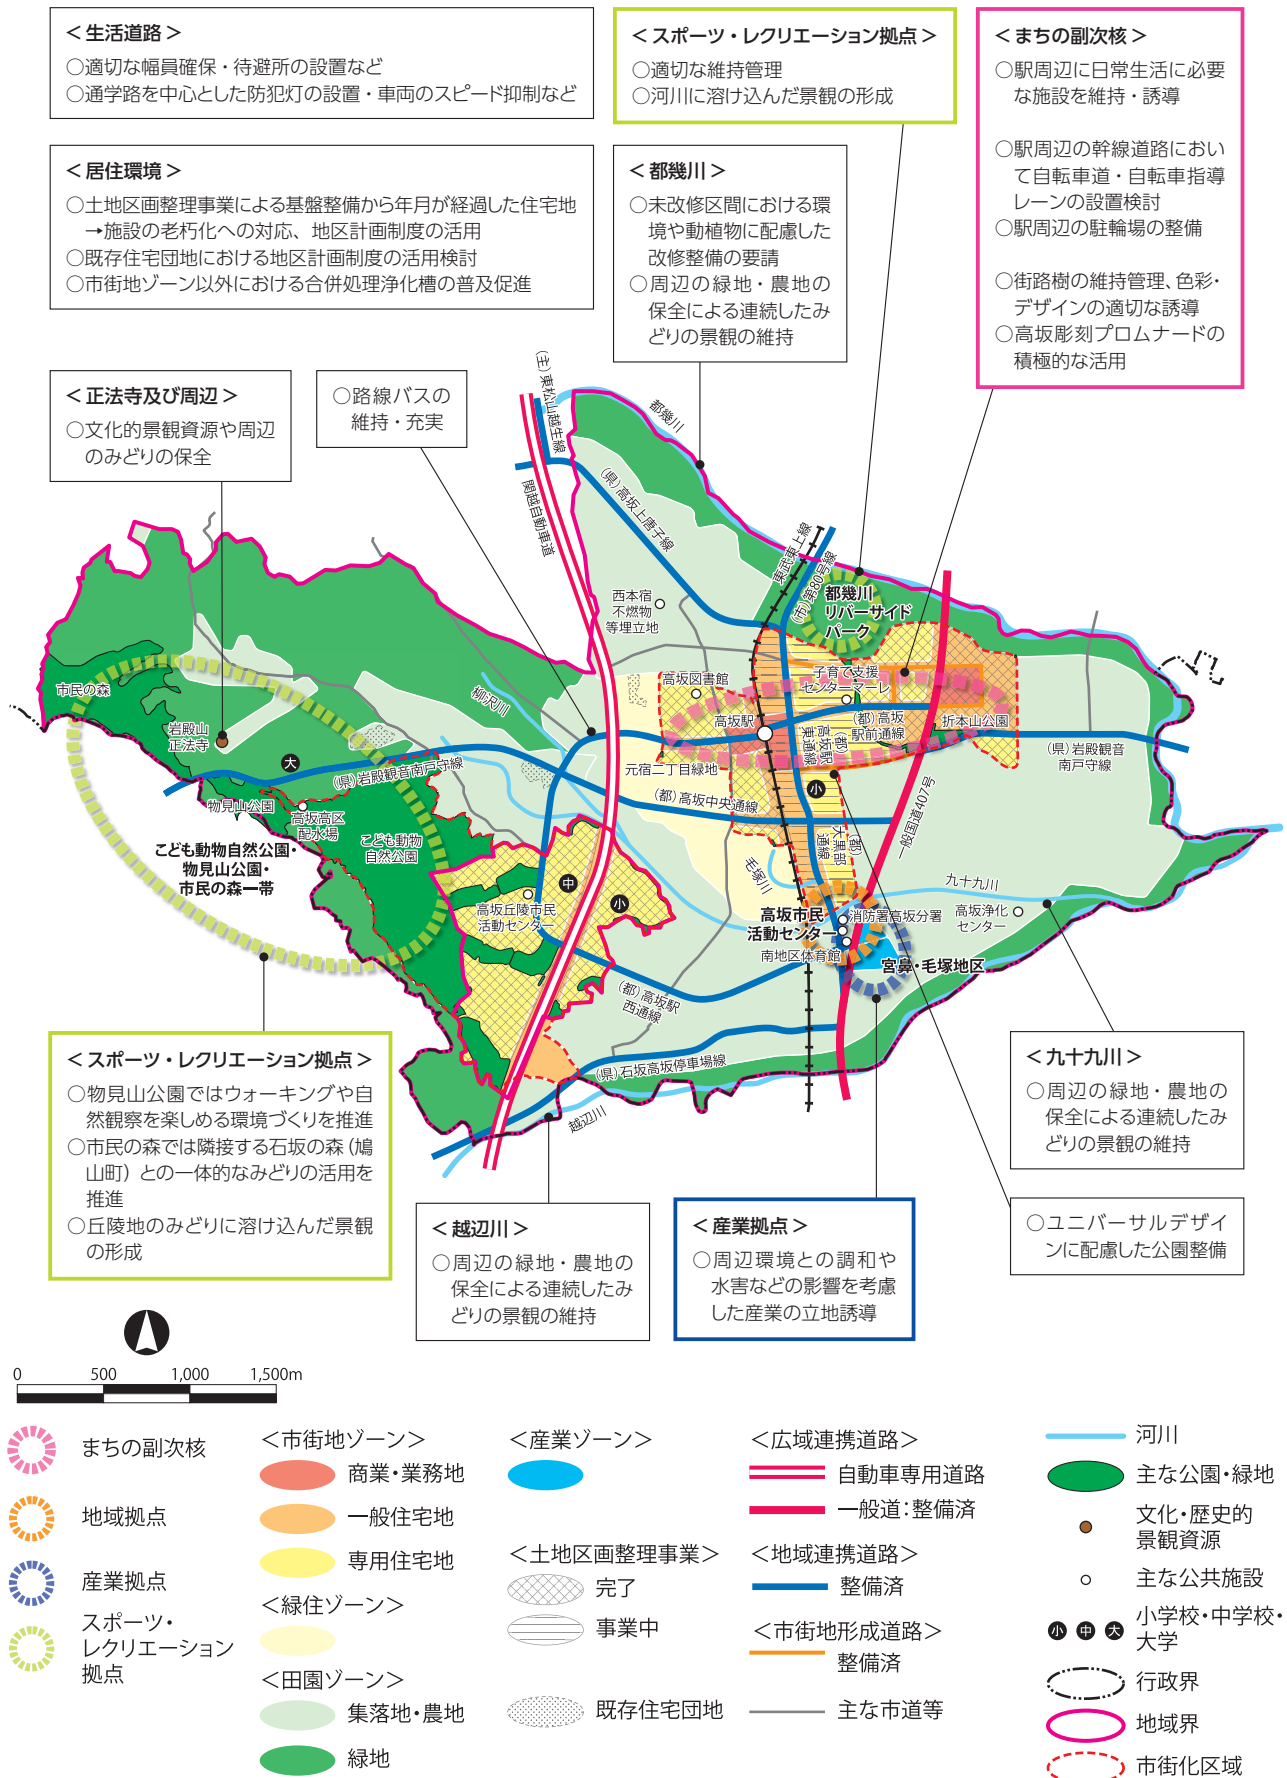 ＜生活道路＞
○適切な幅員確保・待避所の設置など
○通学路を中心とした防犯灯の設置・車両のスピード抑制など
＜スポーツ・レクリエーション拠点＞
○適切な維持管理
○河川に溶け込んだ景観の形成
＜まちの副次核＞
○駅周辺に日常生活に必要
な施設を維持・誘導
○駅周辺の幹線道路におい
て自転車道・自転車指導
レーンの設置検討
○駅周辺の駐輪場の整備
○街路樹の維持管理、色彩・
デザインの適切な誘導
○高坂彫刻プロムナードの
積極的な活用
＜居住環境＞
○土地区画整理事業による基盤整備から年月が経過した住宅地
→施設の老朽化への対応、地区計画制度の活用
○既存住宅団地における地区計画制度の活用検討
○市街地ゾーン以外における合併処理浄化槽の普及促進
＜都幾川＞
○未改修区間における環
境や動植物に配慮した
改修整備の要請
○周辺の緑地・農地の
保全による連続したみ
どりの景観の維持
＜正法寺及び周辺＞
○文化的景観資源や周辺
のみどりの保全
○路線バスの
維持・充実
(主)東松山越生線
関越自動車道
都幾川
(県)高坂上唐子線
東武東上線
(市)第80号線
都幾川
リバーサイド
パーク
西本宿
不燃物
等埋立地
子育て支援
センターマーレ
高坂図書館
高坂駅
(都)高坂
駅前通線
折本山公園
(都)高坂駅
東通線
(県)岩殿観音
南戸守線
市民の森
岩殿山
正法寺
柳沢川
大
(県)岩殿観音南戸守線
元宿二丁目緑地
(都)高坂中央通線
小
一般国道407号
(都)大黒部
通線
物見山公園
高坂高区
配水場
こども動物
自然公園
こども動物自然公園・
物見山公園・
市民の森一帯
毛塚川
九十九川
中
小
高坂丘陵市民
活動センター
高坂市民
活動センター
消防署高坂分署
高坂浄化
センター
南地区体育館
宮鼻・毛塚地区
(都)高坂駅
西通線
(県)石坂高坂停車場線
越辺川
＜スポーツ・レクリエーション拠点＞
○物見山公園ではウォーキングや自
然観察を楽しめる環境づくりを推進
○市民の森では隣接する石坂の森（鳩
山町）との一体的なみどりの活用を
推進
○丘陵地のみどりに溶け込んだ景観
の形成
＜越辺川＞
○周辺の緑地・農地の
保全による連続したみ
どりの景観の維持
＜産業拠点＞
○周辺環境との調和や
水害などの影響を考慮
した産業の立地誘導
＜九十九川＞
○周辺の緑地・農地の
保全による連続したみ
どりの景観の維持
○ユニバーサルデザイ
ンに配慮した公園整備
0 500 1,000 1,500m
まちの副次核
地域拠点
産業拠点
スポーツ・
レクリエーション
拠点
＜市街地ゾーン＞
商業・業務地
一般住宅地
専用住宅地
＜緑住ゾーン＞
＜田園ゾーン＞
集落地・農地
緑地
＜産業ゾーン＞
＜土地区画整理事業＞
完了
事業中
既存住宅団地
＜広域連携道路＞
自動車専用道路
一般道：整備済
＜地域連携道路＞
整備済
＜市街地形成道路＞
整備済
主な市道等
河川
主な公園・緑地
文化・歴史的
景観資源
主な公共施設
小 中 大 小学校・中学校・
大学
行政界
地域界
市街化区域